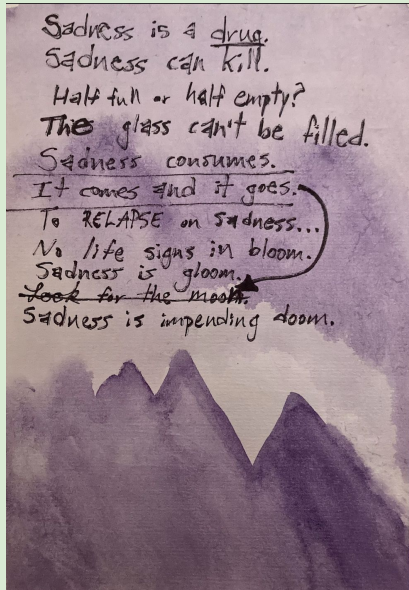 Sadness is a drug.
Sadness can kill.
Half full or half empty?
The glass can't be filled.
Sadness consumes.
It comes and it goes.
To RELAPSE on sadness...
No life signs in bloom.
Sadness is gloom.
Look for the moon.
Sadness is impending doom.